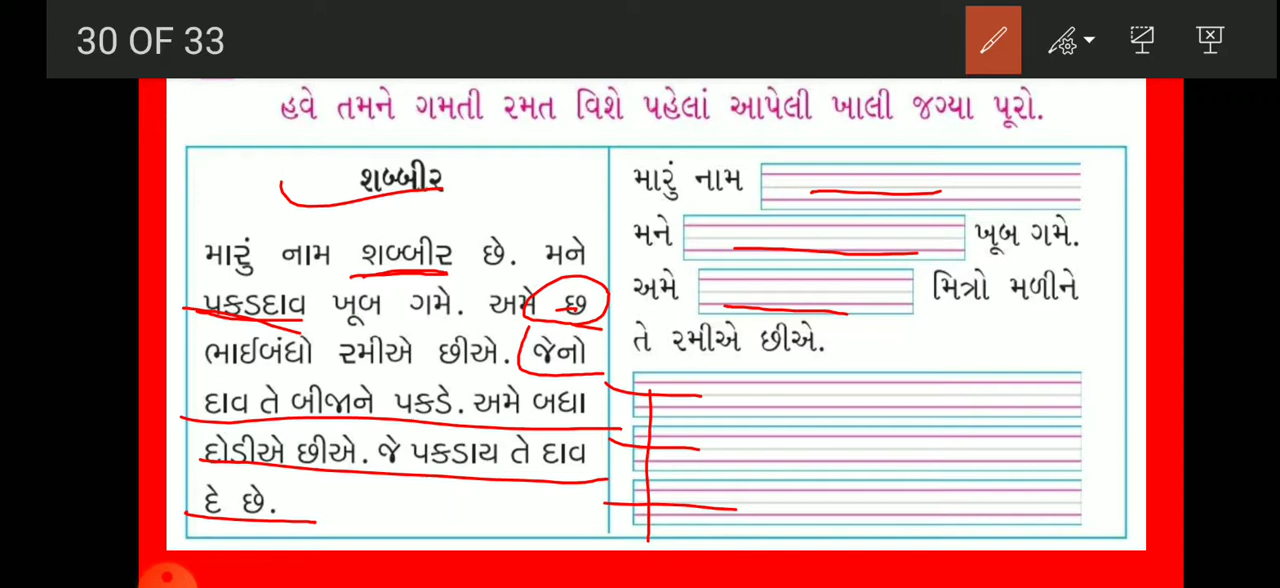 30 OF 33
હવે તમને ગમતી રમત વિશે પહેલાં આપેલી ખાલી જગ્યા પૂરો.
શબ્બીર
મારું નામ શબ્બીર છે. મને
પકડદાવ ખૂબ ગમે. અમે છ
ભાઈબંધો રમીએ છીએ. જેનો
દાવ તે બીજાને પકડે. અમે બધા
દોડીએ છીએ. જે પકડાય તે દાવ
દે છે.
મારું નામ
મને ખૂબ ગમે.
અમે મિત્રો મળીને
તે રમીએ છીએ.